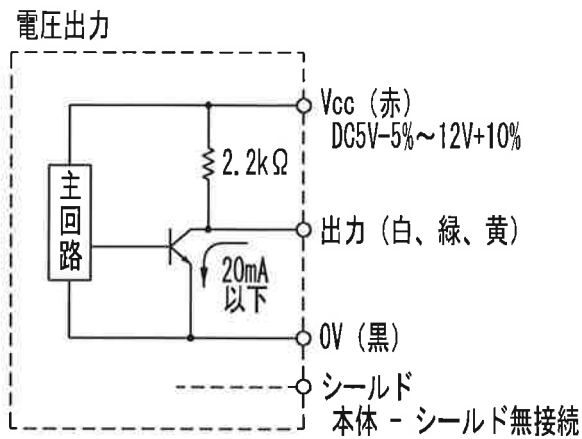 電圧出力
Vcc（赤）
DC5V−5%～12V+10%
2.2kΩ
主回路
出力（白、緑、黄）
20mA
以下
0V（黒）
シールド
本体 − シールド無接続